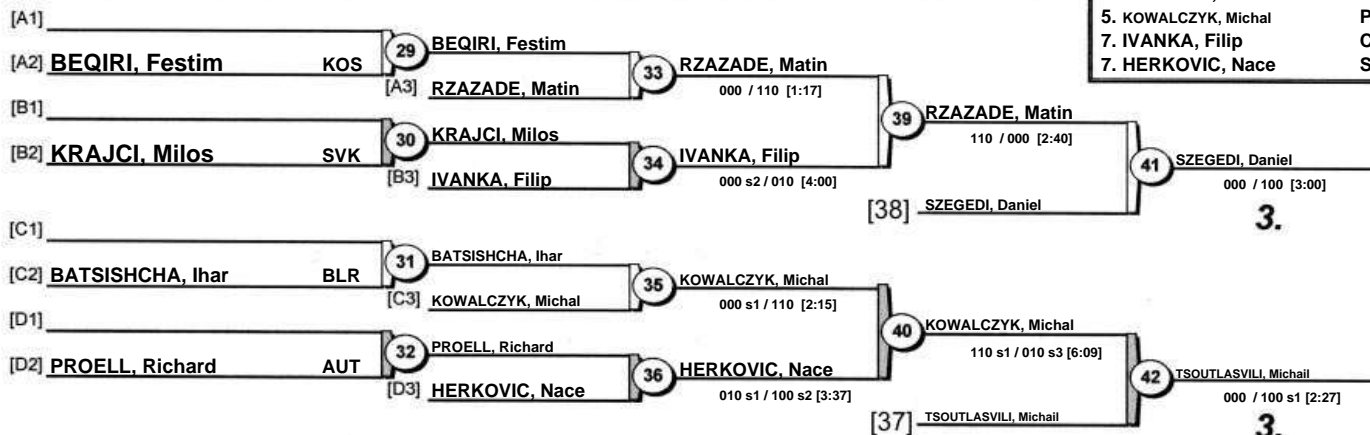 5. KOWALCZYK, Michal P
7. IVANKA, Filip
7. HERKOVIC, Nace S
[A1]
[A2] BEQIRI, Festim KOS
29
BEQIRI, Festim
[A3] RZAZADE, Matin
33
RZAZADE, Matin
000 / 110 [1:17]
[B1]
[B2] KRAJCI, Milos SVK
30
KRAJCI, Milos
[B3] IVANKA, Filip
34
IVANKA, Filip
000 s2 / 010 [4:00]
39
RZAZADE, Matin
110 / 000 [2:40]
[38] SZEGEDI, Daniel
41
SZEGEDI, Daniel
000 / 100 [3:00]
3.
[C1]
[C2] BATSISHCHA, Ihar BLR
31
BATSISHCHA, Ihar
[C3] KOWALCZYK, Michal
35
KOWALCZYK, Michal
000 s1 / 110 [2:15]
[D1]
[D2] PROELL, Richard AUT
32
PROELL, Richard
[D3] HERKOVIC, Nace
36
HERKOVIC, Nace
010 s1 / 100 s2 [3:37]
40
KOWALCZYK, Michal
110 s1 / 010 s3 [6:09]
[37] TSOUTLASVILI, Michail
42
TSOUTLASVILI, Michail
000 / 100 s1 [2:27]
3.